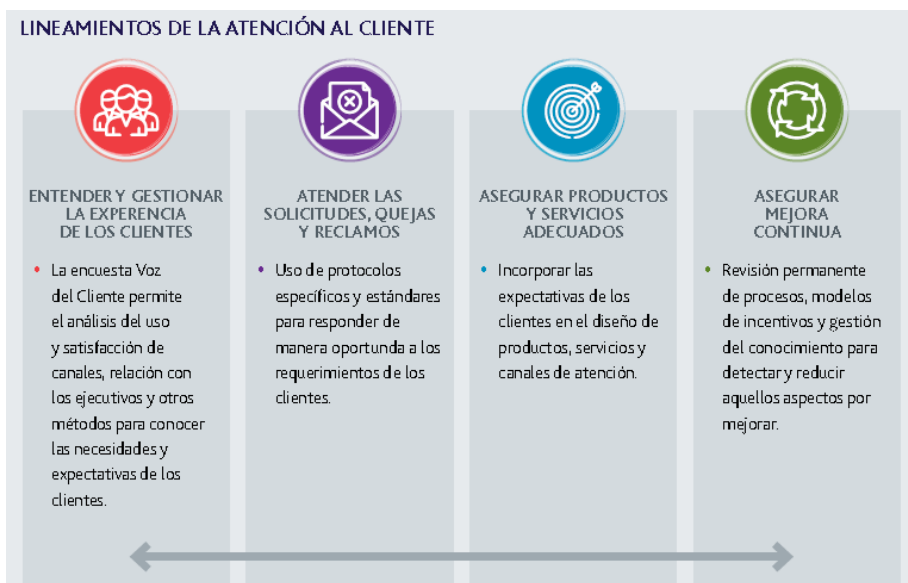 LINEAMIENTOS DE LA ATENCIÓN AL CLIENTE
ENTENDER Y GESTIONAR
LA EXPERENCIA
DE LOS CLIENTES
• La encuesta Voz
del Cliente permite
el análisis del uso
y satisfacción de
canales, relación con
los ejecutivos y otros
métodos para conocer
las necesidades y
expectativas de los
clientes.
ATENDER LAS
SOLICITUDES, QUEJAS
Y RECLAMOS
• Uso de protocolos
específicos y estándares
para responder de
manera oportunda a los
requerimientos de los
clientes.
ASEGURAR PRODUCTOS
Y SERVICIOS
ADECUADOS
• Incorporar las
expectativas de los
clientes en el diseño de
productos, servicios y
canales de atención.
ASEGURAR
MEJORA
CONTINUA
• Revisión permanente
de procesos, modelos
de incentivos y gestión
del conocimiento para
detectar y reducir
aquellos aspectos por
mejorar.